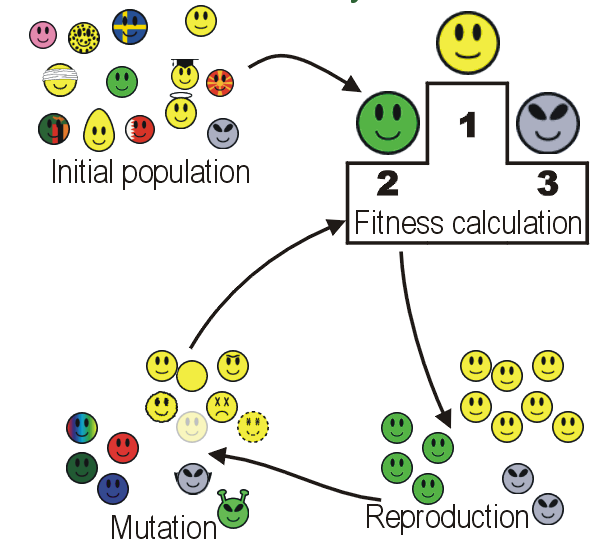 Initial population
1
2
3
Fitness calculation
Mutation
Reproduction